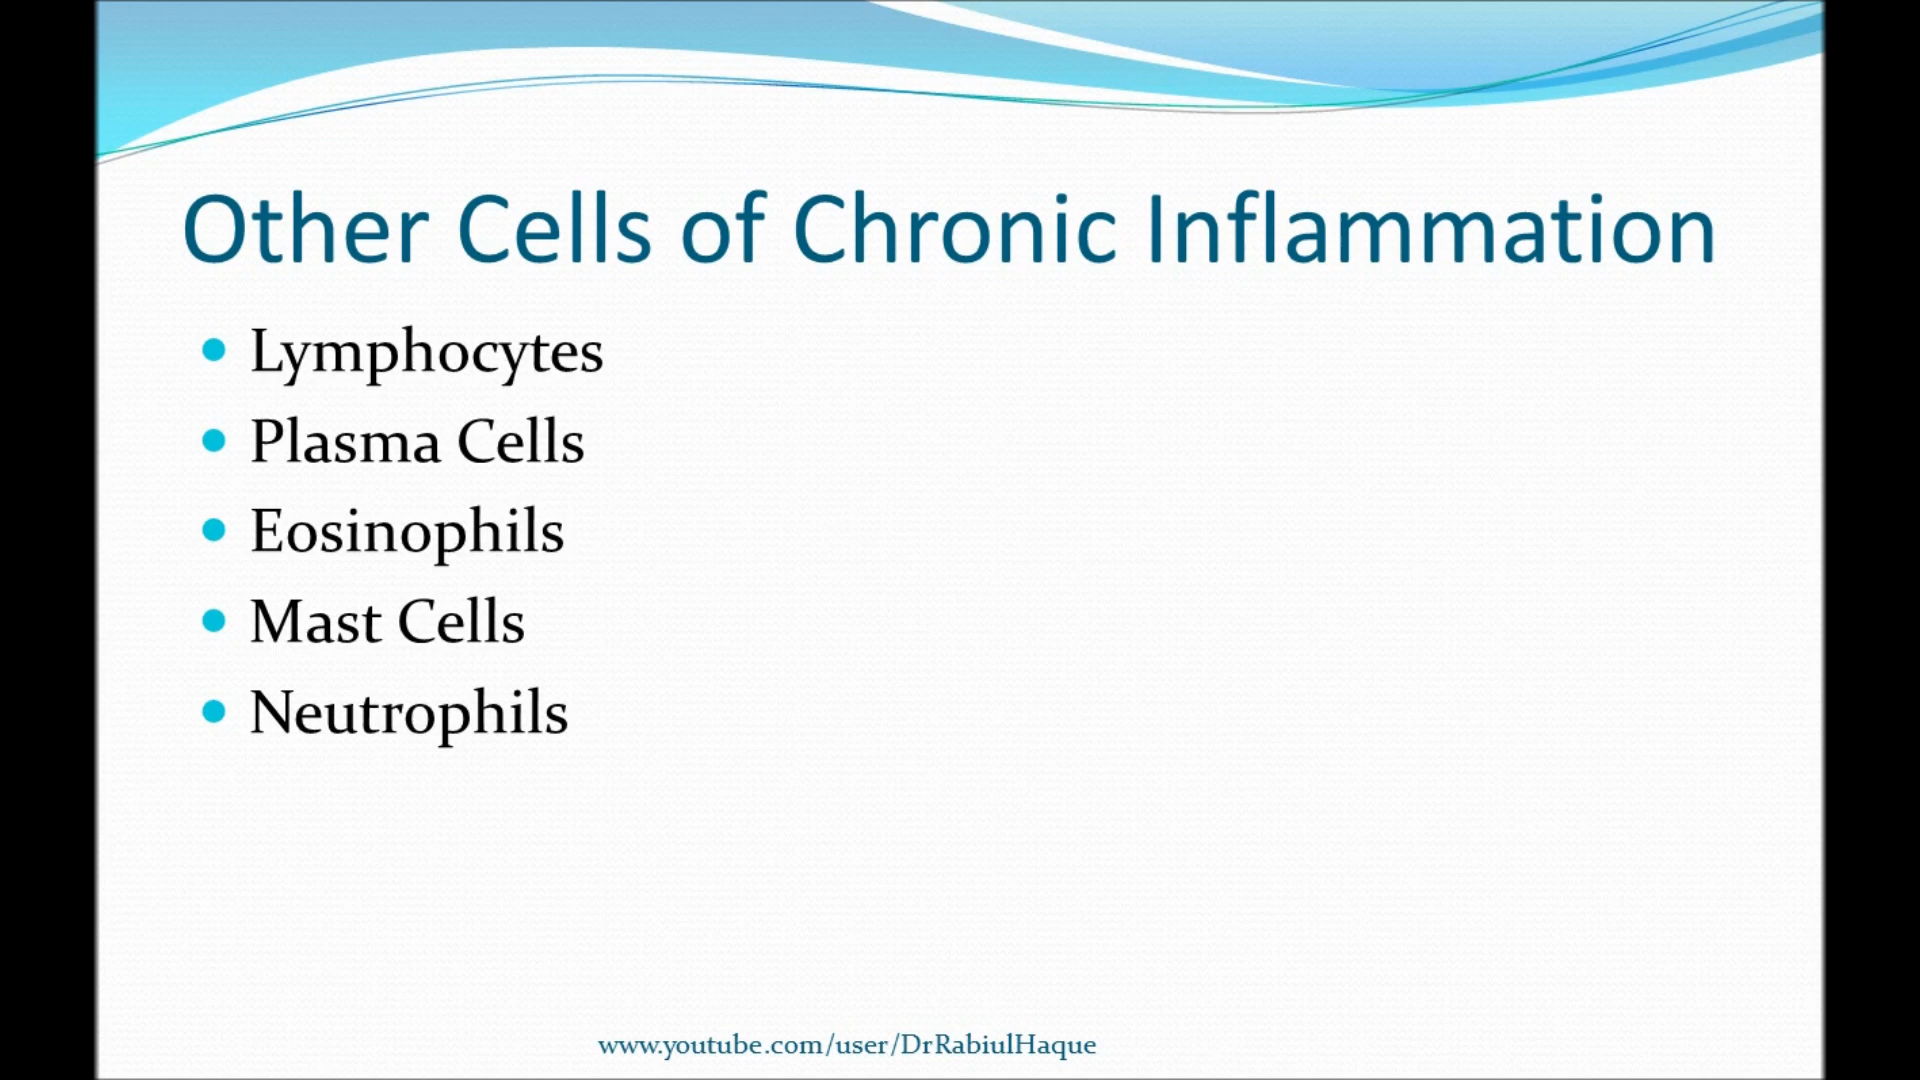 Other Cells of Chronic Inflammation
Lymphocytes
Plasma Cells
Eosinophils
Mast Cells
Neutrophils
www.youtube.com/user/DrRabiulHaque